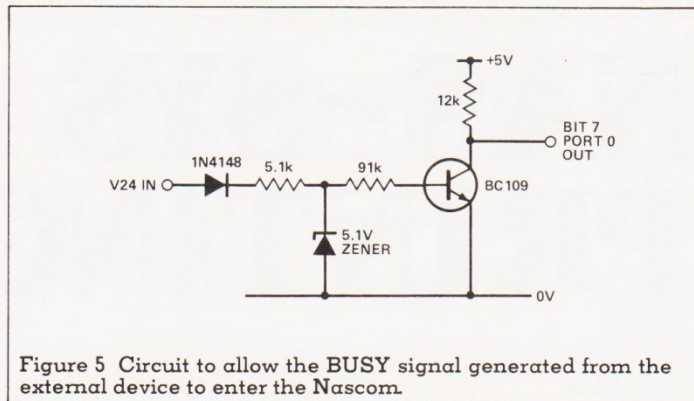 +5V
12k
BIT 7
PORT 0
OUT
1N4148
5.1k
91k
V24 IN
BC109
5.1V
ZENER
0V
Figure 5 Circuit to allow the BUSY signal generated from the
external device to enter the Nascom.